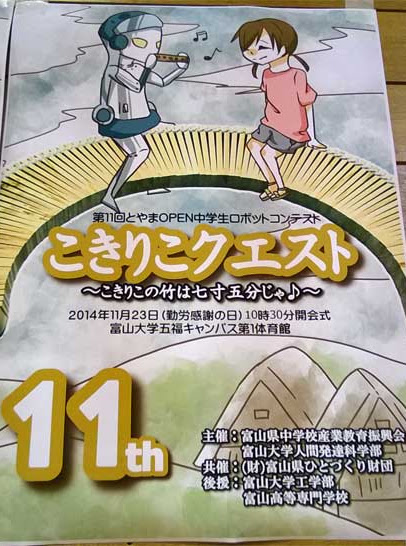 第11回とやまOPEN中学生ロボットコンテスト
こきりこクエスト
～こきりこの竹は七寸五分じゃ♪～
2014年11月23日(勤労感謝の日)10時30分開会式
富山大学五福キャンパス第1体育館
11th
主催：富山県中学校産業教育振興会
富山大学人間発達科学部
共催：(財)富山県ひとづくり財団
後援：富山大学工学部
富山高等専門学校